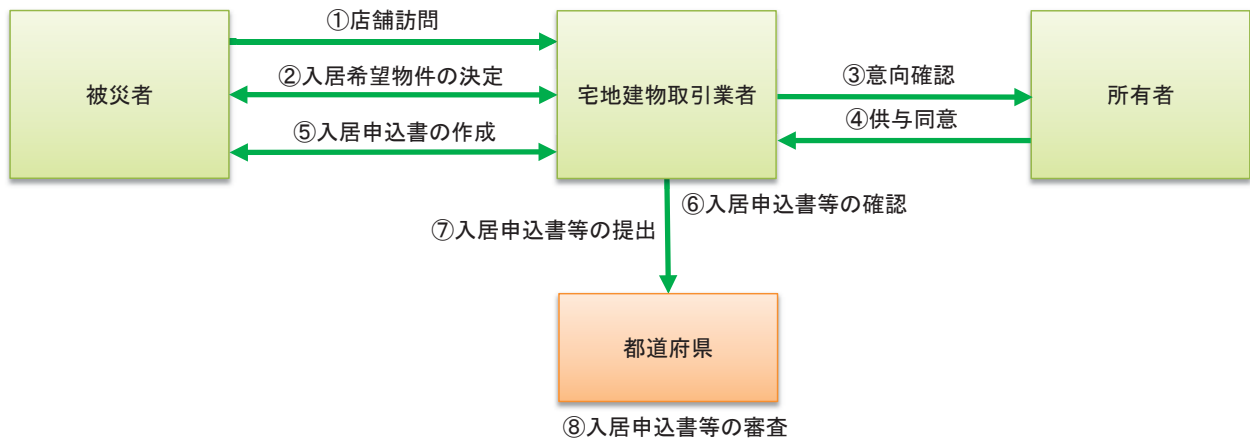 ①店舗訪問
被災者
②入居希望物件の決定
宅地建物取引業者
③意向確認
所有者
④供与同意
⑤入居申込書の作成
⑥入居申込書等の確認
⑦入居申込書等の提出
都道府県
⑧入居申込書等の審査